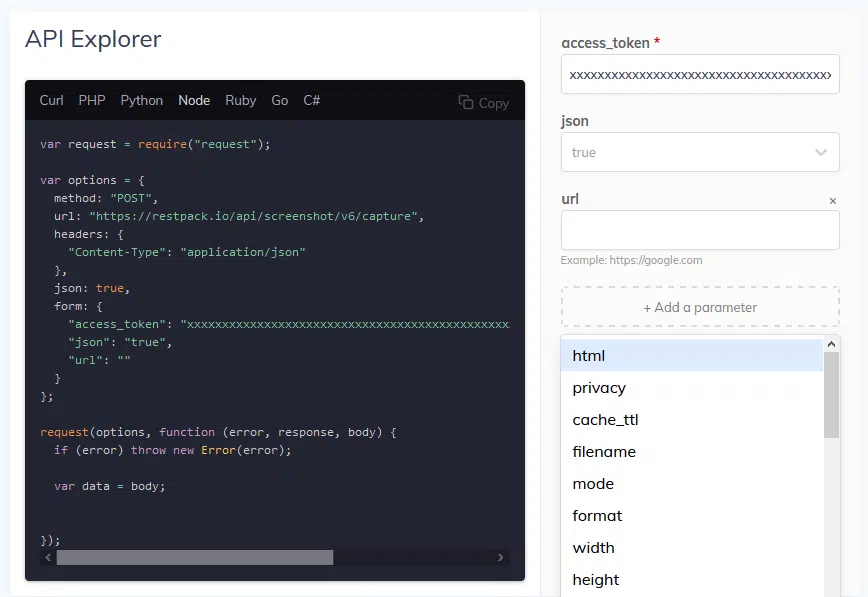 API Explorer
Curl PHP Python Node Ruby Go C# Copy
var request = require("request");
var options = {
method: "POST",
url: "https://restpack.io/api/screenshot/v6/capture",
headers: {
"Content-Type": "application/json"
},
json: true,
form: {
"access_token": "xxxxxxxxxxxxxxxxxxxxxxxxxxxxxxxxxxxxxxxxxxxxxx
"json": "true",
"url": ""
}
};
request(options, function (error, response, body) {
if (error) throw new Error(error);
var data = body;
});
access_token *
xxxxxxxxxxxxxxxxxxxxxxxxxxxxxxxxxxxxxx
json
true
url ×
Example: https://google.com
+ Add a parameter
html
privacy
cache_ttl
filename
mode
format
width
height